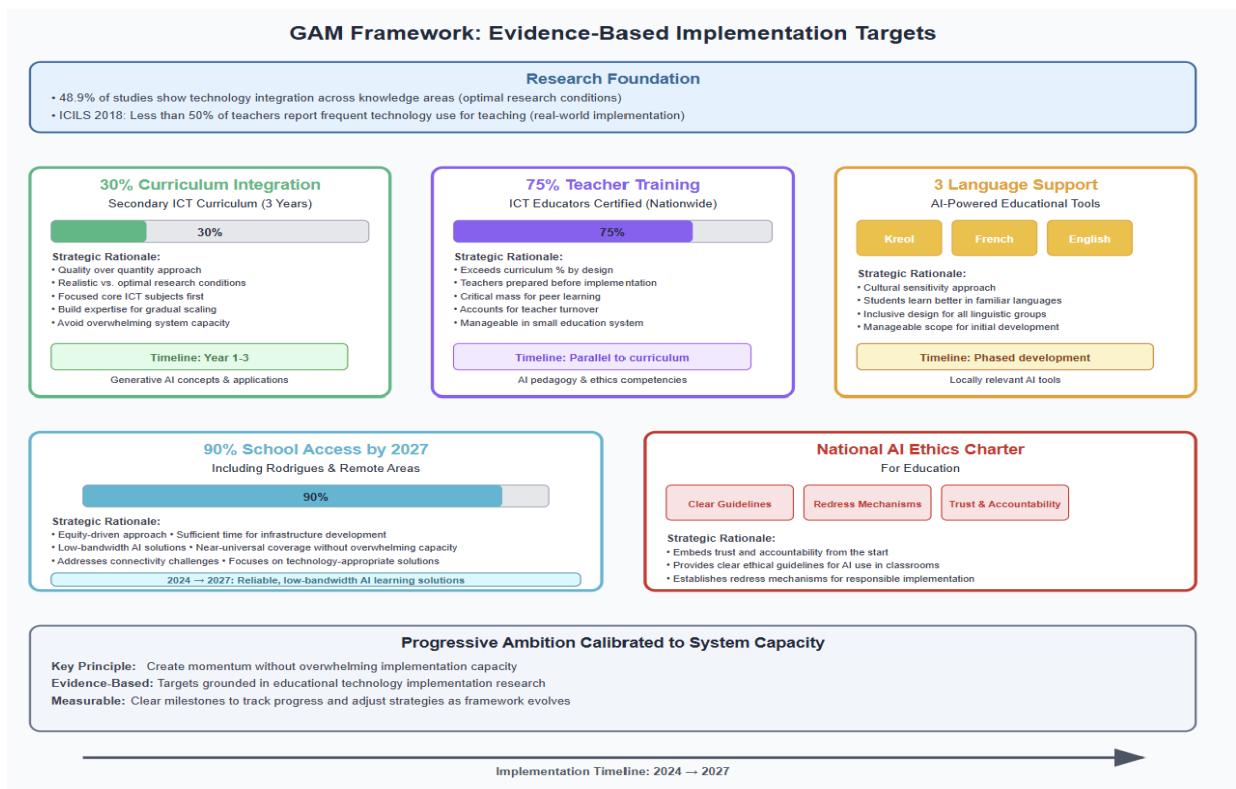 GAM Framework: Evidence-Based Implementation Targets
Research Foundation
• 48.9% of studies show technology integration across knowledge areas (optimal research conditions)
• ICILS 2018: Less than 50% of teachers report frequent technology use for teaching (real-world implementation)
30% Curriculum Integration
Secondary ICT Curriculum (3 Years)
30%
Strategic Rationale:
• Quality over quantity approach
• Realistic vs. optimal research conditions
• Focused core ICT subjects first
• Build expertise for gradual scaling
• Avoid overwhelming system capacity
Timeline: Year 1-3
Generative AI concepts & applications
75% Teacher Training
ICT Educators Certified (Nationwide)
75%
Strategic Rationale:
• Exceeds curriculum % by design
• Teachers prepared before implementation
• Critical mass for peer learning
• Accounts for teacher turnover
• Manageable in small education system
Timeline: Parallel to curriculum
AI pedagogy & ethics competencies
3 Language Support
AI-Powered Educational Tools
Kreol French English
Strategic Rationale:
• Cultural sensitivity approach
• Students learn better in familiar languages
• Inclusive design for all linguistic groups
• Manageable scope for initial development
Timeline: Phased development
Locally relevant AI tools
90% School Access by 2027
Including Rodrigues & Remote Areas
90%
Strategic Rationale:
• Equity-driven approach • Sufficient time for infrastructure development
• Low-bandwidth AI solutions • Near-universal coverage without overwhelming capacity
• Addresses connectivity challenges • Focuses on technology-appropriate solutions
2024 → 2027: Reliable, low-bandwidth AI learning solutions
National AI Ethics Charter
For Education
Clear Guidelines Redress Mechanisms Trust & Accountability
Strategic Rationale:
• Embeds trust and accountability from the start
• Provides clear ethical guidelines for AI use in classrooms
• Establishes redress mechanisms for responsible implementation
Progressive Ambition Calibrated to System Capacity
Key Principle: Create momentum without overwhelming implementation capacity
Evidence-Based: Targets grounded in educational technology implementation research
Measurable: Clear milestones to track progress and adjust strategies as framework evolves
Implementation Timeline: 2024 → 2027